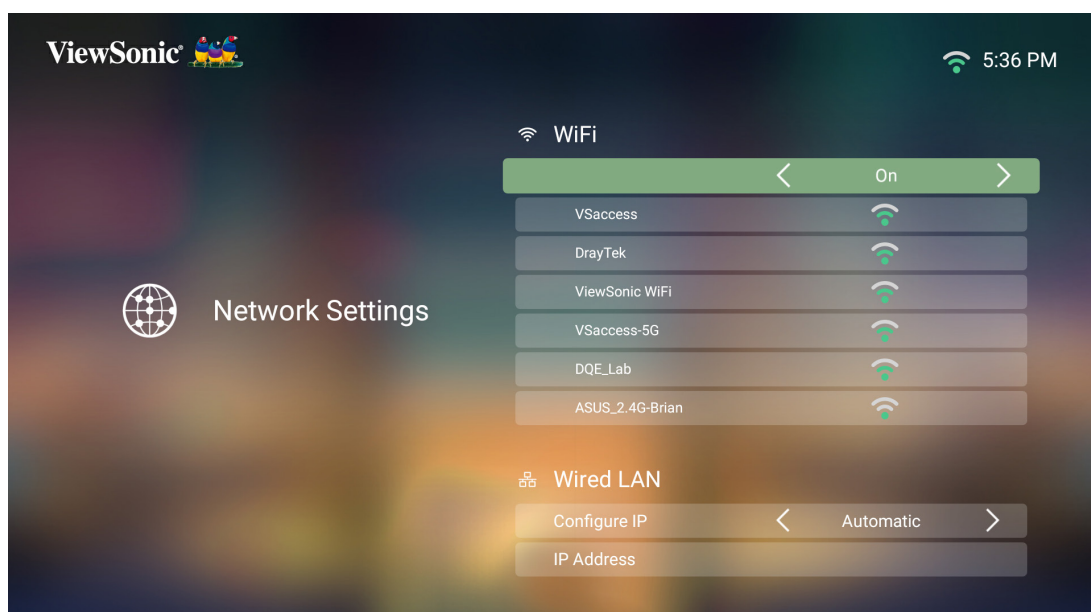 ViewSonic®
5:36 PM
WiFi
On
VSaccess
DrayTek
ViewSonic WiFi
VSaccess-5G
DQE_Lab
ASUS_2.4G-Brian
Network Settings
Wired LAN
Configure IP Automatic
IP Address